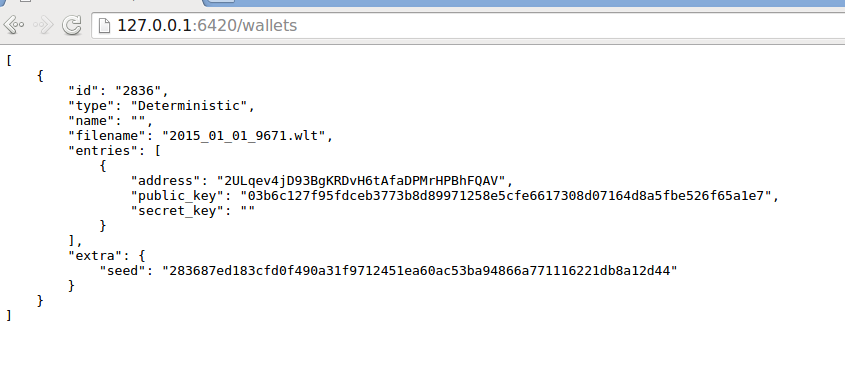 127.0.0.1:6420/wallets
[
    {
        "id": "2836",
        "type": "Deterministic",
        "name": "",
        "filename": "2015_01_01_9671.wlt",
        "entries": [
            {
                "address": "2ULqev4jD93BgKRDvH6tAfaDPMrHPBhFQAV",
                "public_key": "03b6c127f95fdceb3773b8d89971258e5cfe6617308d07164d8a5fbe526f65a1e7",
                "secret_key": ""
            }
        ],
        "extra": {
            "seed": "283687ed183cfd0f490a31f9712451ea60ac53ba94866a771116221db8a12d44"
        }
    }
]